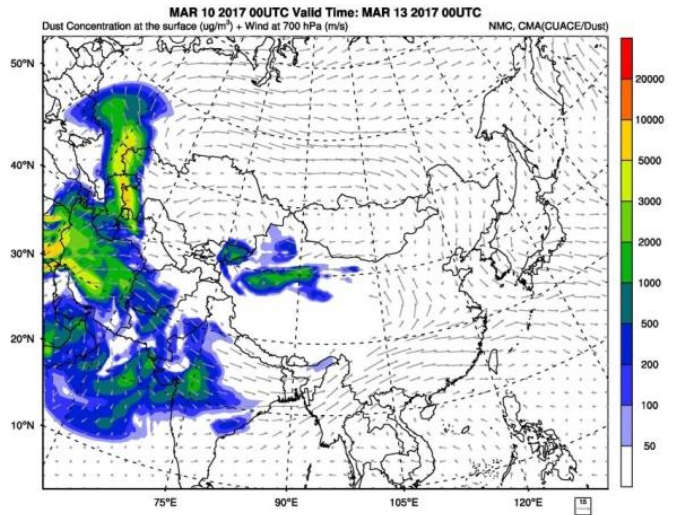 MAR 10 2017 00UTC Valid Time: MAR 13 2017 00UTC
Dust Concentration at the surface (ug/m³) + Wind at 700 hPa (m/s) NMC, CMA(CUACE/Dust)
50°N
40°N
30°N
20°N
10°N
75°E 90°E 105°E 120°E
20000
10000
5000
3000
2000
1000
500
200
100
50
18